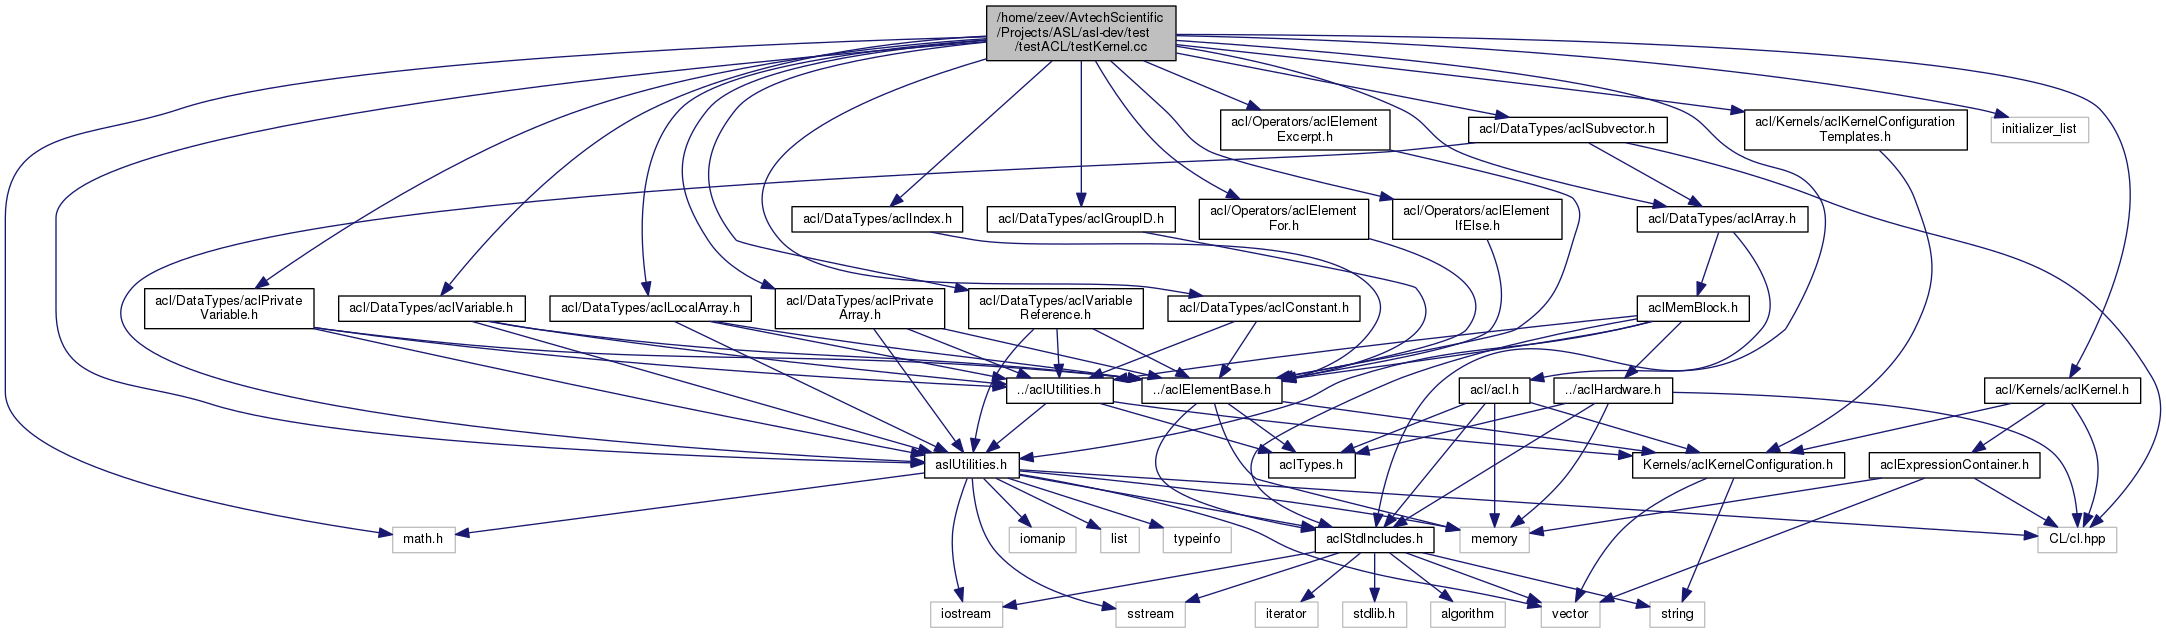 /home/zeev/AvtechScientific
/Projects/ASL/asl-dev/test
/testACL/testKernel.cc
acl/Operators/aclElement
Excerpt.h
acl/DataTypes/aclSubvector.h
acl/Kernels/aclKernelConfiguration
Templates.h
initializer_list
acl/DataTypes/aclIndex.h
acl/DataTypes/aclGroupID.h
acl/Operators/aclElement
For.h
acl/Operators/aclElement
IfElse.h
acl/DataTypes/aclArray.h
acl/DataTypes/aclPrivate
Variable.h
acl/DataTypes/aclVariable.h
acl/DataTypes/aclLocalArray.h
acl/DataTypes/aclPrivate
Array.h
acl/DataTypes/aclVariable
Reference.h
acl/DataTypes/aclConstant.h
aclMemBlock.h
../aclUtilities.h
../aclElementBase.h
acl/acl.h
../aclHardware.h
acl/Kernels/aclKernel.h
aslUtilities.h
aclTypes.h
Kernels/aclKernelConfiguration.h
aclExpressionContainer.h
math.h
iomanip
list
typeinfo
aclStdIncludes.h
memory
CL/cl.hpp
iostream
sstream
iterator
stdlib.h
algorithm
vector
string